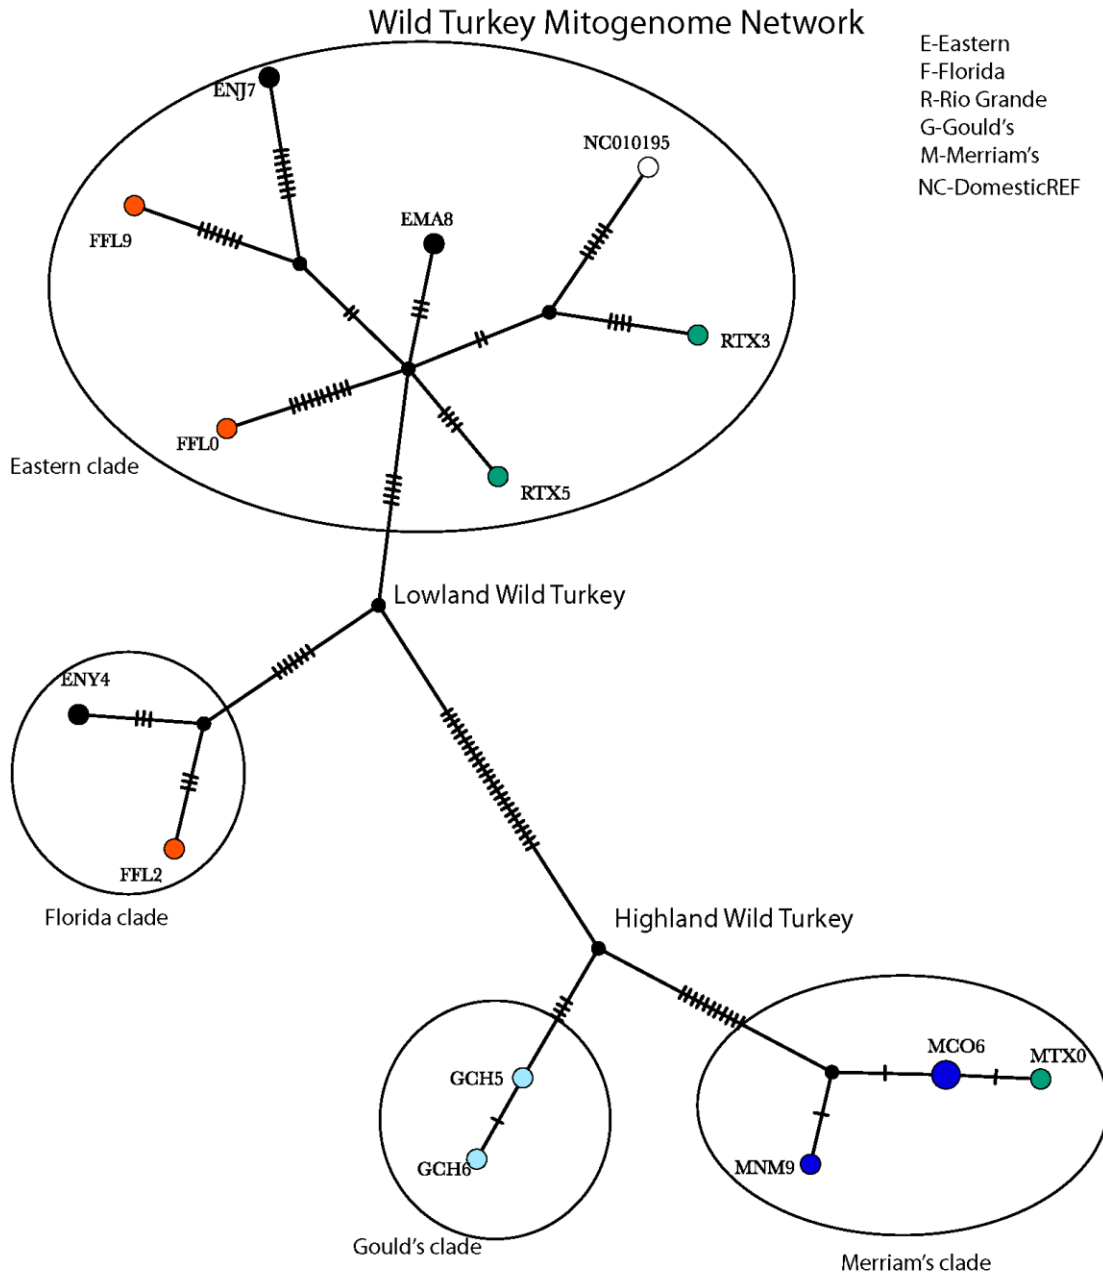 Wild Turkey Mitogenome Network
E-Eastern
F-Florida
R-Rio Grande
G-Gould's
M-Merriam's
NC-DomesticREF
ENJ7
NC010195
FFL9
EMA8
RTX3
FFL0
Eastern clade
RTX5
Lowland Wild Turkey
ENY4
FFL2
Florida clade
Highland Wild Turkey
MCO6
MTX0
GCH5
GCH6
MNM9
Gould's clade
Merriam's clade